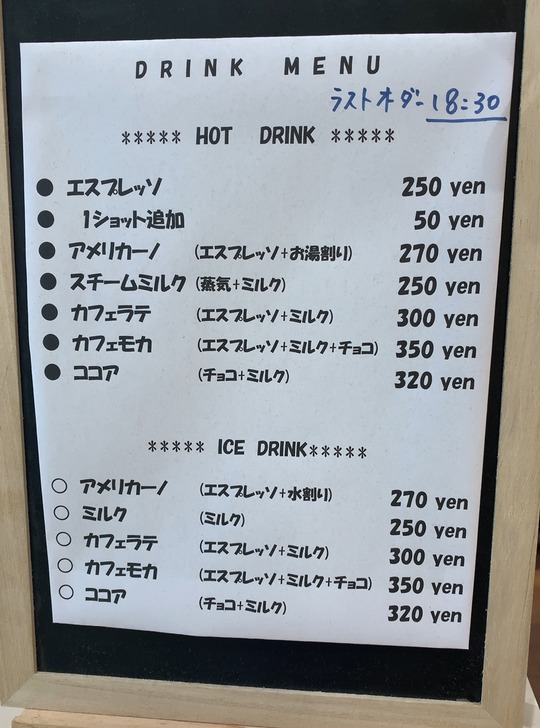 DRINK MENU
ラストオーダー 18:30
***** HOT DRINK *****
● エスプレッソ 250 yen
● 1ショット追加 50 yen
● アメリカーノ (エスプレッソ+お湯割り) 270 yen
● スチームミルク (蒸気+ミルク) 250 yen
● カフェラテ (エスプレッソ+ミルク) 300 yen
● カフェモカ (エスプレッソ+ミルク+チョコ) 350 yen
● ココア (チョコ+ミルク) 320 yen
***** ICE DRINK*****
○ アメリカーノ (エスプレッソ+水割り) 270 yen
○ ミルク (ミルク) 250 yen
○ カフェラテ (エスプレッソ+ミルク) 300 yen
○ カフェモカ (エスプレッソ+ミルク+チョコ) 350 yen
○ ココア (チョコ+ミルク) 320 yen